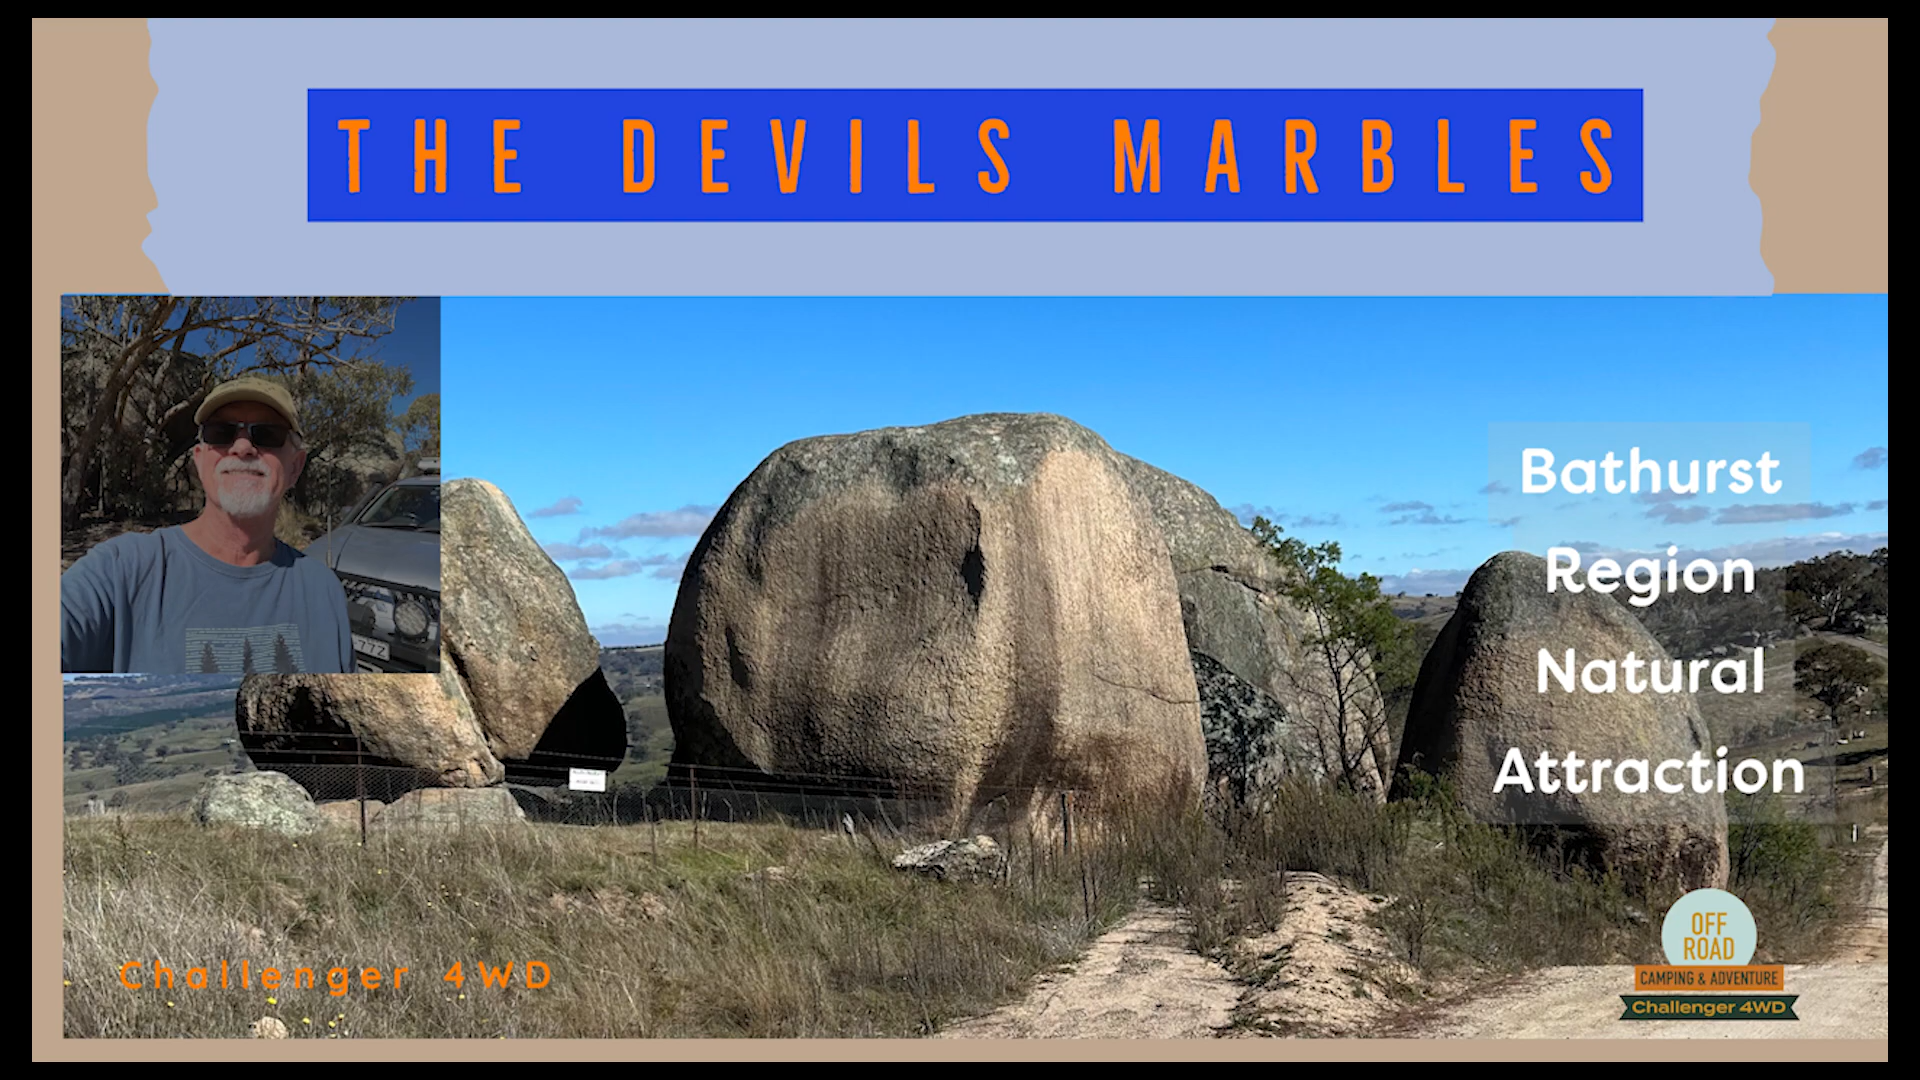 THE DEVILS MARBLES
Bathurst
Region
Natural
Attraction
Challenger 4WD
OFF
ROAD
CAMPING & ADVENTURE
Challenger 4WD